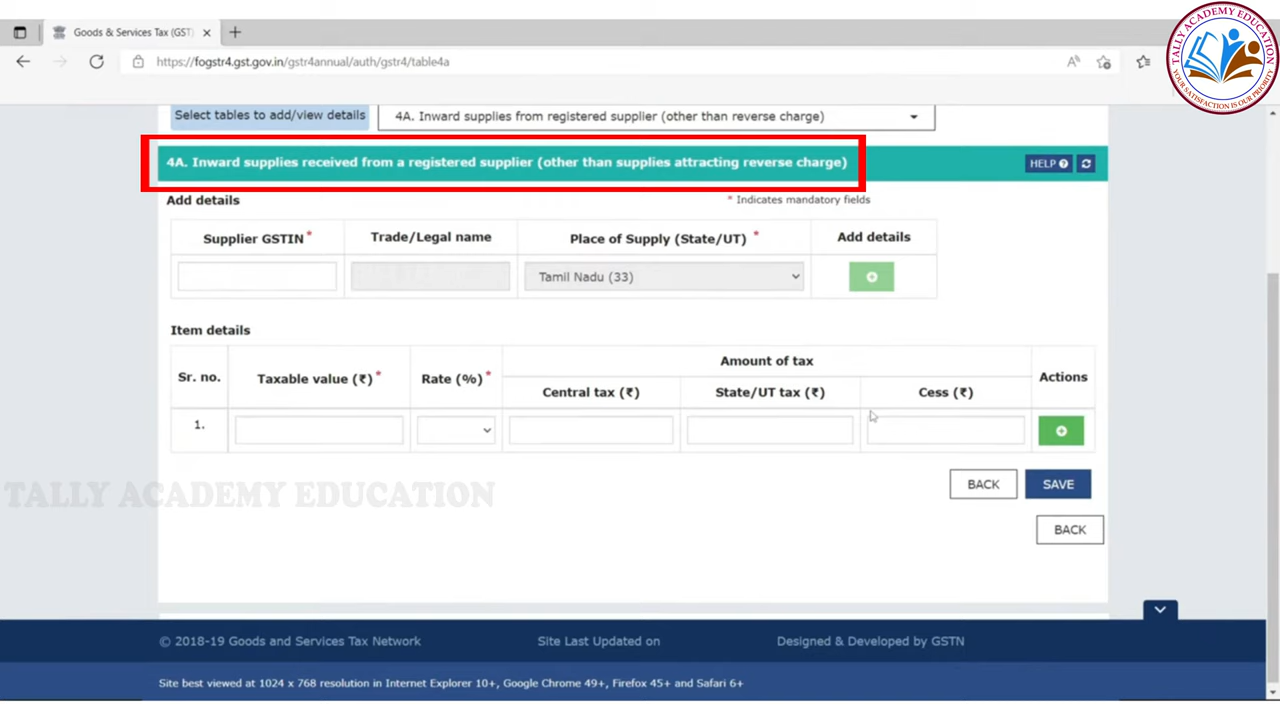 Goods & Services Tax (GST)
https://fogstr4.gst.gov.in/gstr4annual/auth/gstr4/table4a
TALLY ACADEMY EDUCATION
YOUR SATISFACTION IS OUR PRIORITY
Select tables to add/view details
4A. Inward supplies from registered supplier (other than reverse charge)
4A. Inward supplies received from a registered supplier (other than supplies attracting reverse charge)
HELP
Add details
* Indicates mandatory fields
Supplier GSTIN * Trade/Legal name Place of Supply (State/UT) * Add details
Tamil Nadu (33)
Item details
Amount of tax
Sr. no. Taxable value (₹) * Rate (%) * Central tax (₹) State/UT tax (₹) Cess (₹) Actions
1.
BACK SAVE
TALLY ACADEMY EDUCATION
BACK
© 2018-19 Goods and Services Tax Network Site Last Updated on Designed & Developed by GSTN
Site best viewed at 1024 x 768 resolution in Internet Explorer 10+, Google Chrome 49+, Firefox 45+ and Safari 6+